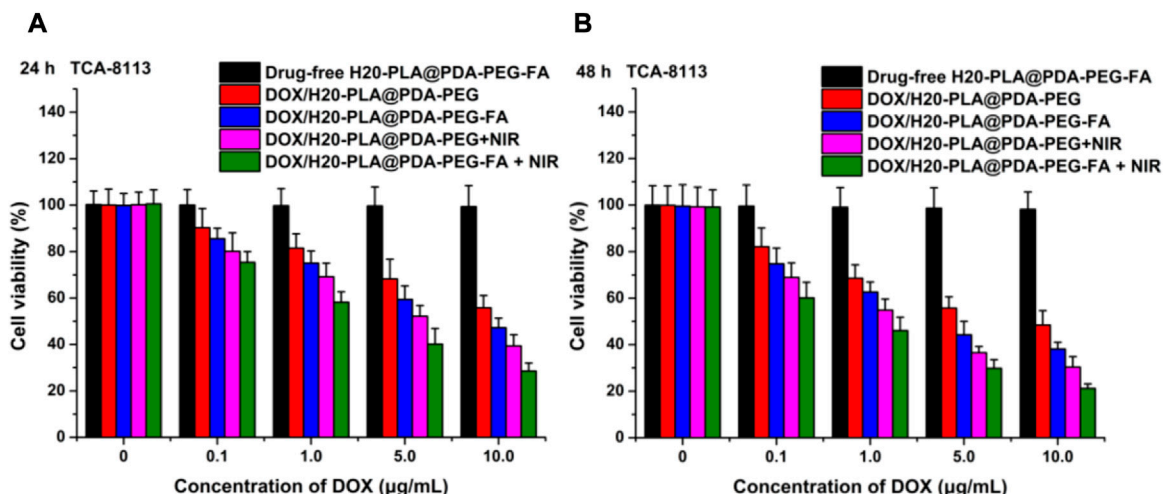 A
24 h TCA-8113
Drug-free H20-PLA@PDA-PEG-FA
DOX/H20-PLA@PDA-PEG
DOX/H20-PLA@PDA-PEG-FA
DOX/H20-PLA@PDA-PEG+NIR
DOX/H20-PLA@PDA-PEG-FA + NIR
Cell viability (%)
140
120
100
80
60
40
20
0
0 0.1 1.0 5.0 10.0
Concentration of DOX (μg/mL)
B
48 h TCA-8113
Drug-free H20-PLA@PDA-PEG-FA
DOX/H20-PLA@PDA-PEG
DOX/H20-PLA@PDA-PEG-FA
DOX/H20-PLA@PDA-PEG+NIR
DOX/H20-PLA@PDA-PEG-FA + NIR
Cell viability (%)
140
120
100
80
60
40
20
0
0 0.1 1.0 5.0 10.0
Concentration of DOX (μg/mL)